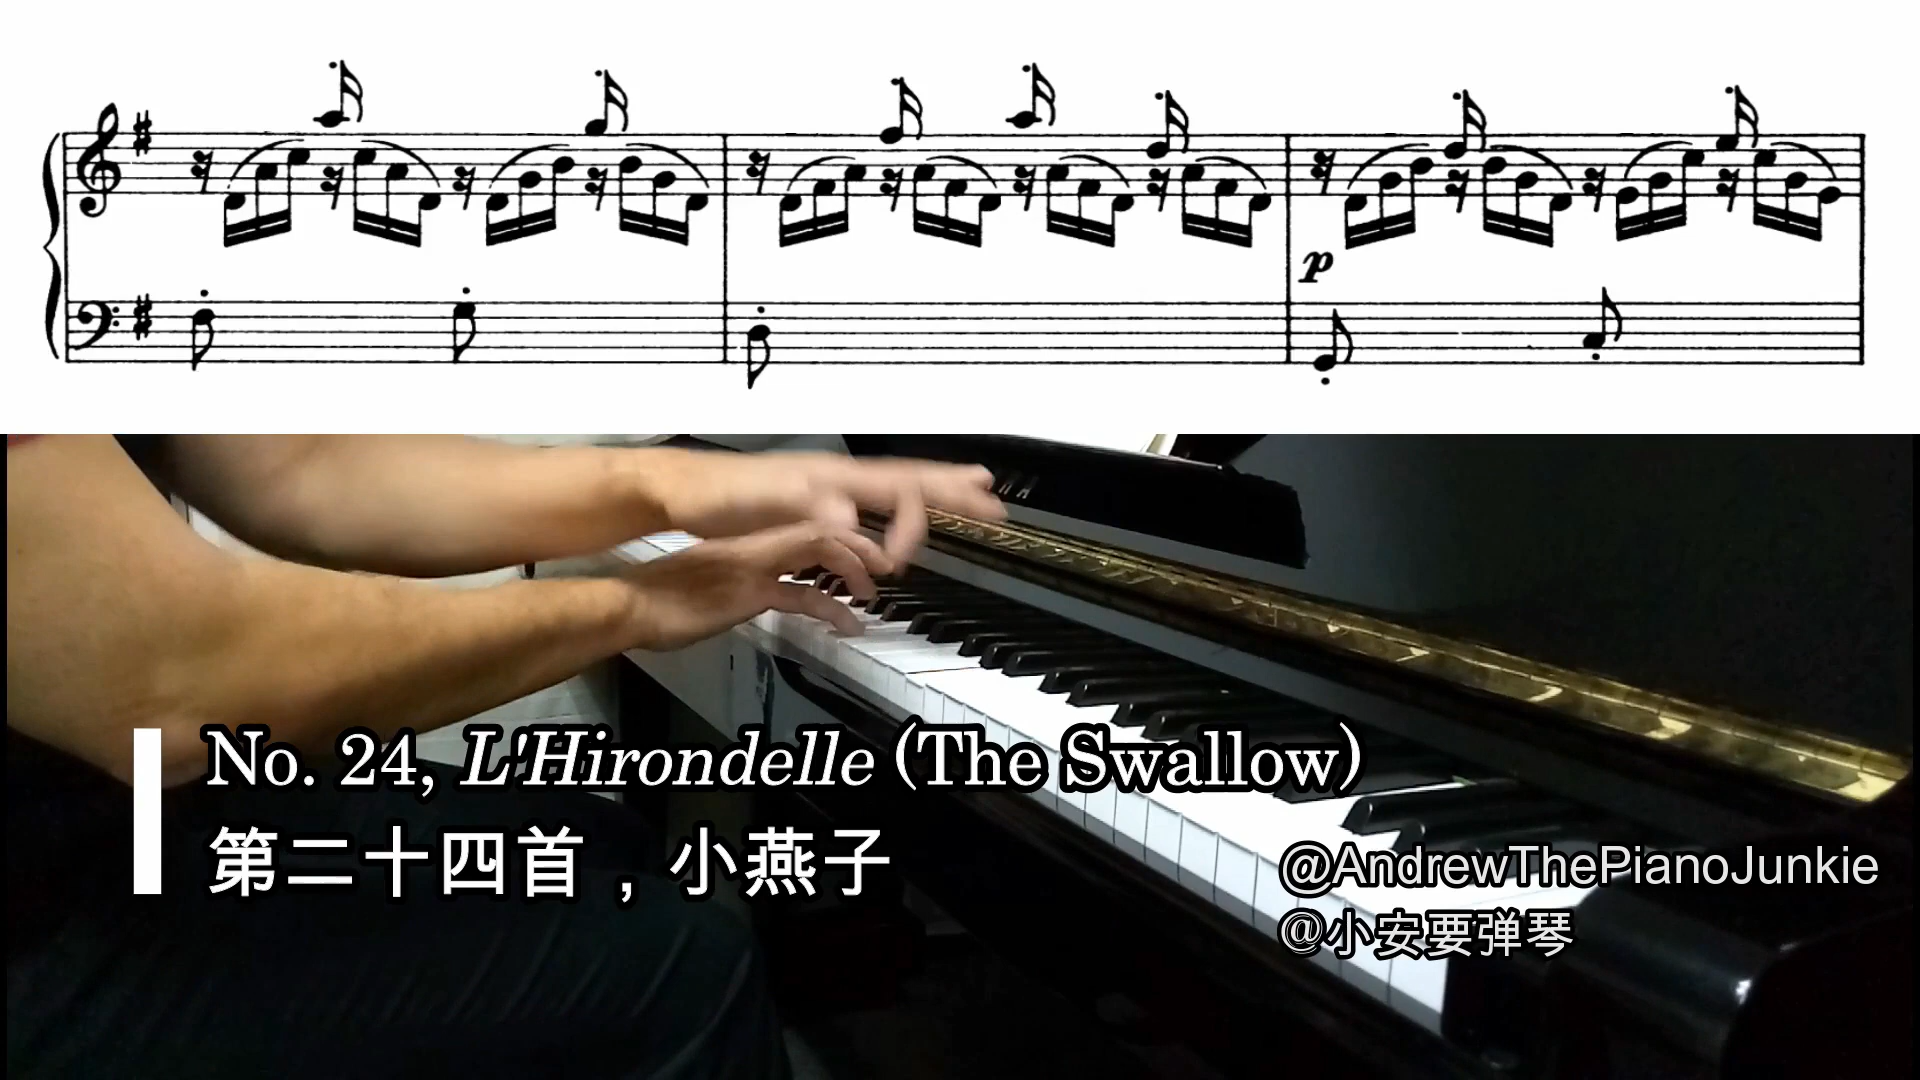 p
No. 24, L'Hirondelle (The Swallow)
第二十四首，小燕子
@AndrewThePianoJunkie
@小安要弹琴